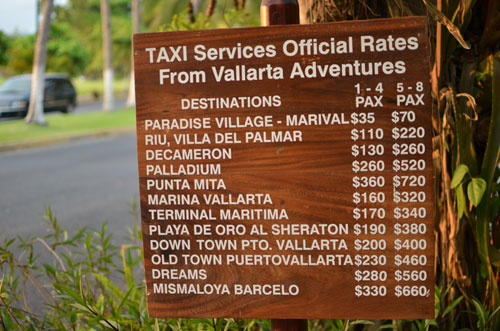 TAXI Services Official Rates
From Vallarta Adventures
DESTINATIONS 1 - 4 PAX 5 - 8 PAX
PARADISE VILLAGE - MARIVAL $35 $70
RIU, VILLA DEL PALMAR $110 $220
DECAMERON $130 $260
PALLADIUM $260 $520
PUNTA MITA $360 $720
MARINA VALLARTA $160 $320
TERMINAL MARITIMA $170 $340
PLAYA DE ORO AL SHERATON $190 $380
DOWN TOWN PTO. VALLARTA $200 $400
OLD TOWN PUERTOVALLARTA $230 $460
DREAMS $280 $560
MISMALOYA BARCELO $330 $660